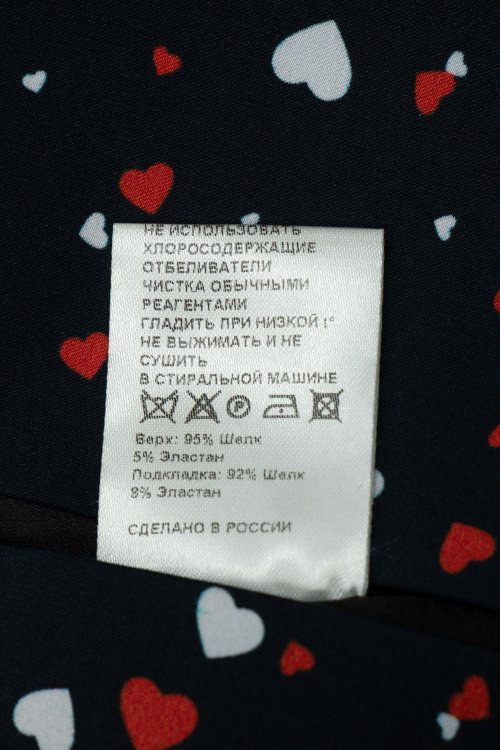 НЕ ИСПОЛЬЗОВАТЬ
ХЛОРОСОДЕРЖАЩИЕ
ОТБЕЛИВАТЕЛИ
ЧИСТКА ОБЫЧНЫМИ
РЕАГЕНТАМИ
ГЛАДИТЬ ПРИ НИЗКОЙ t°
НЕ ВЫЖИМАТЬ И НЕ
СУШИТЬ
В СТИРАЛЬНОЙ МАШИНЕ
P
Верх: 95% Шелк
5% Эластан
Подкладка: 92% Шелк
8% Эластан
СДЕЛАНО В РОССИИ